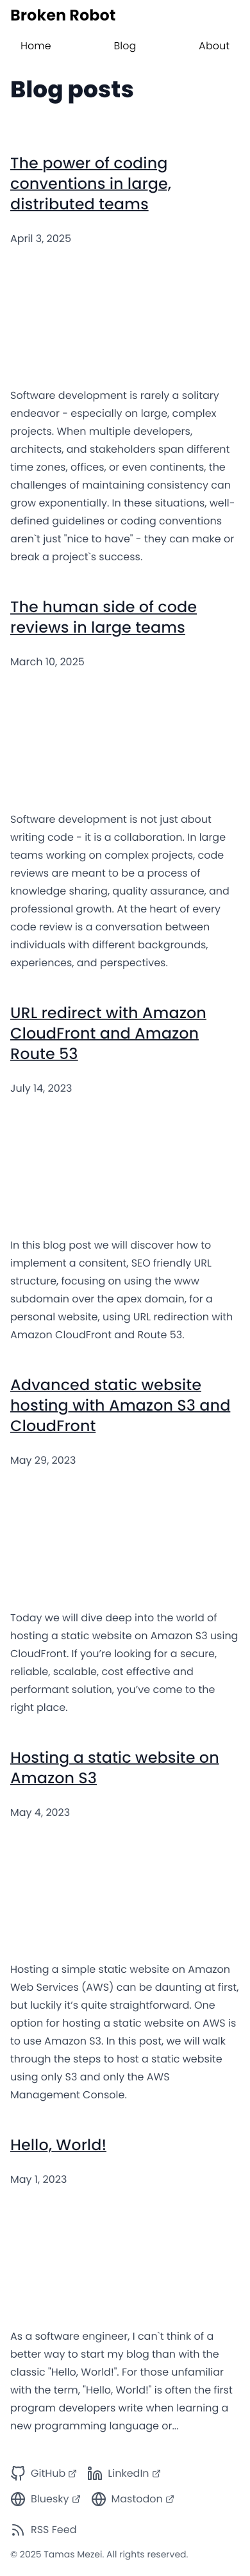 Broken Robot
Home Blog About
Blog posts
The power of coding
conventions in large,
distributed teams
April 3, 2025
Software development is rarely a solitary
endeavor - especially on large, complex
projects. When multiple developers,
architects, and stakeholders span different
time zones, offices, or even continents, the
challenges of maintaining consistency can
grow exponentially. In these situations, well-
defined guidelines or coding conventions
aren`t just "nice to have" - they can make or
break a project`s success.
The human side of code
reviews in large teams
March 10, 2025
Software development is not just about
writing code - it is a collaboration. In large
teams working on complex projects, code
reviews are meant to be a process of
knowledge sharing, quality assurance, and
professional growth. At the heart of every
code review is a conversation between
individuals with different backgrounds,
experiences, and perspectives.
URL redirect with Amazon
CloudFront and Amazon
Route 53
July 14, 2023
In this blog post we will discover how to
implement a consitent, SEO friendly URL
structure, focusing on using the www
subdomain over the apex domain, for a
personal website, using URL redirection with
Amazon CloudFront and Route 53.
Advanced static website
hosting with Amazon S3 and
CloudFront
May 29, 2023
Today we will dive deep into the world of
hosting a static website on Amazon S3 using
CloudFront. If you’re looking for a secure,
reliable, scalable, cost effective and
performant solution, you’ve come to the
right place.
Hosting a static website on
Amazon S3
May 4, 2023
Hosting a simple static website on Amazon
Web Services (AWS) can be daunting at first,
but luckily it’s quite straightforward. One
option for hosting a static website on AWS is
to use Amazon S3. In this post, we will walk
through the steps to host a static website
using only S3 and only the AWS
Management Console.
Hello, World!
May 1, 2023
As a software engineer, I can`t think of a
better way to start my blog than with the
classic "Hello, World!". For those unfamiliar
with the term, "Hello, World!" is often the first
program developers write when learning a
new programming language or...
GitHub LinkedIn
Bluesky Mastodon
RSS Feed
© 2025 Tamas Mezei. All rights reserved.